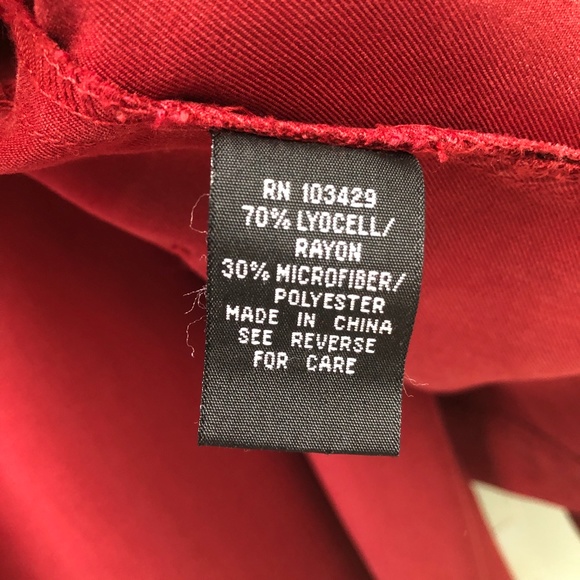 RN 103429
70% LYOCELL/
RAYON
30% MICROFIBER/
POLYESTER
MADE IN CHINA
SEE REVERSE
FOR CARE